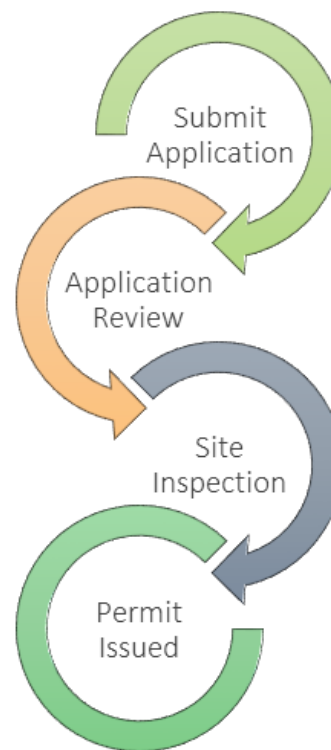 Submit
Application
Application
Review
Site
Inspection
Permit
Issued